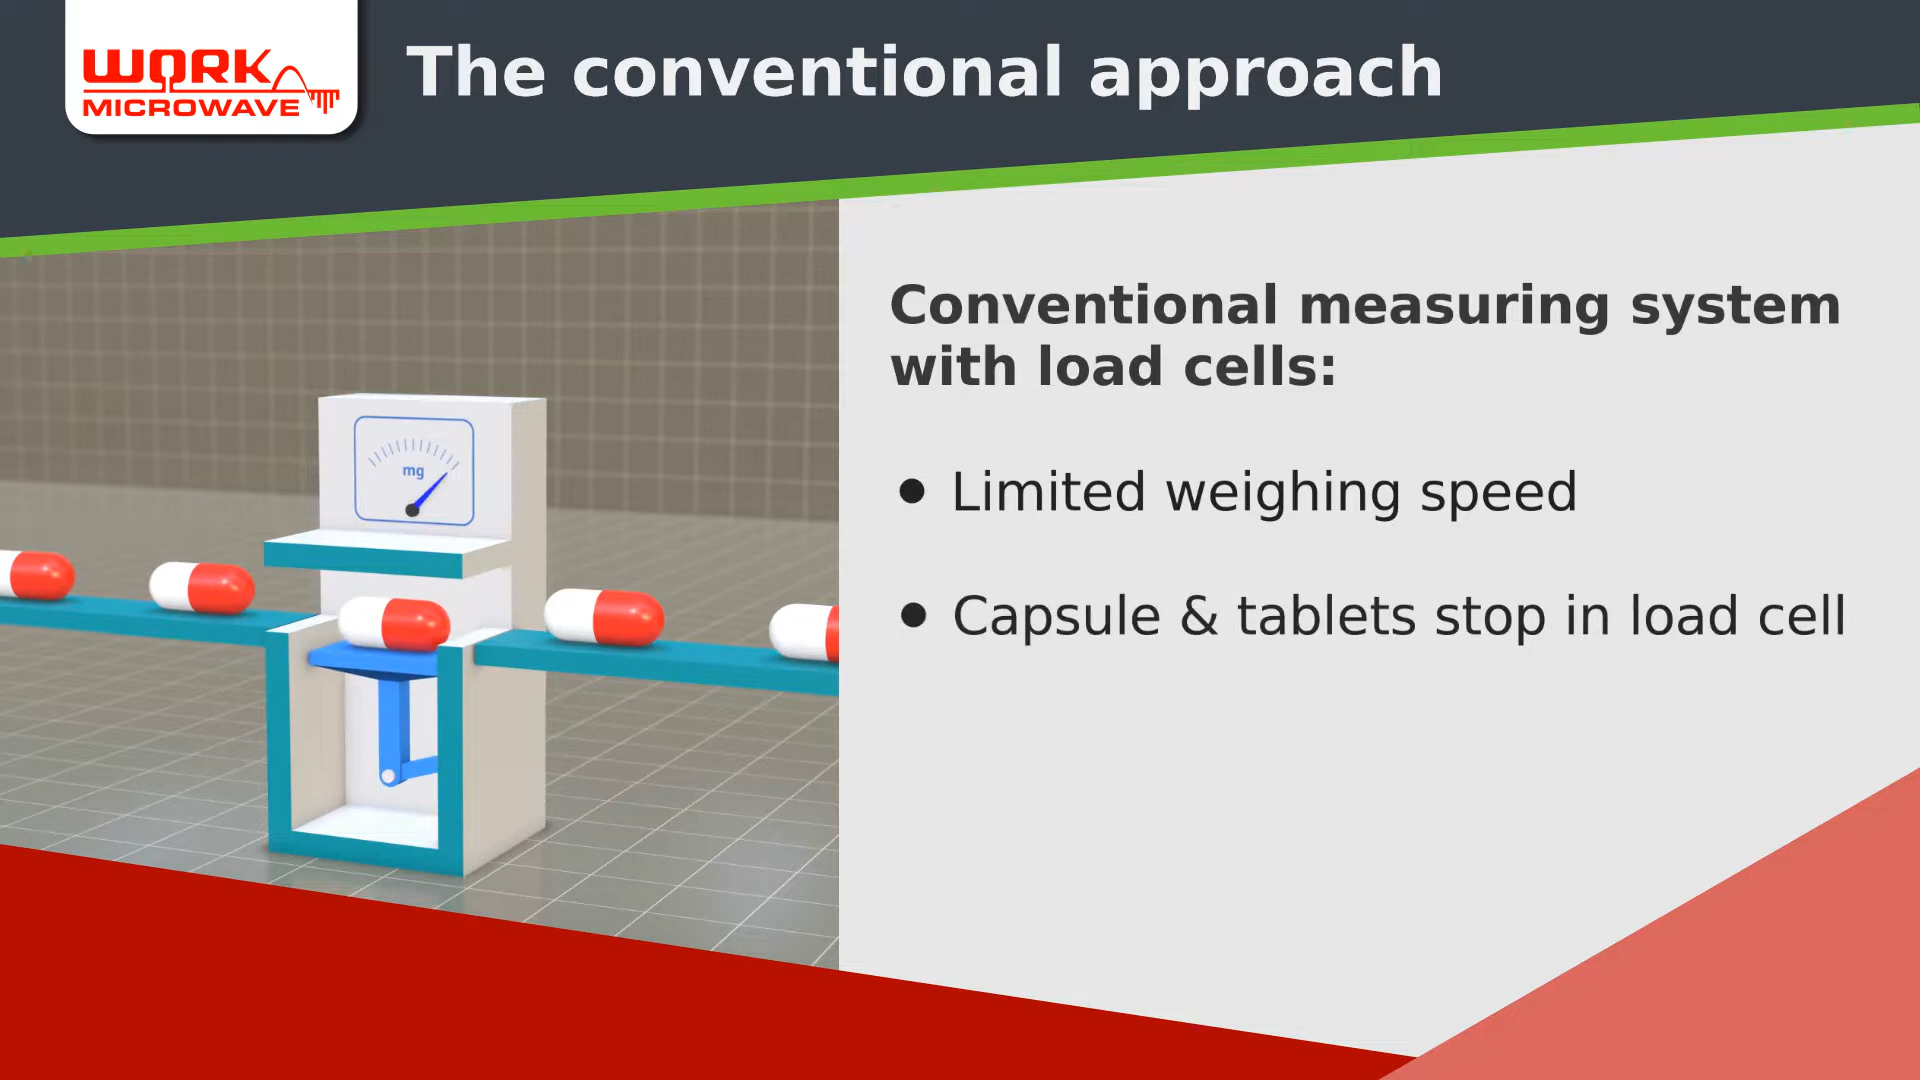 WORK
MICROWAVE
The conventional approach
mg
Conventional measuring system
with load cells:
● Limited weighing speed
● Capsule & tablets stop in load cell